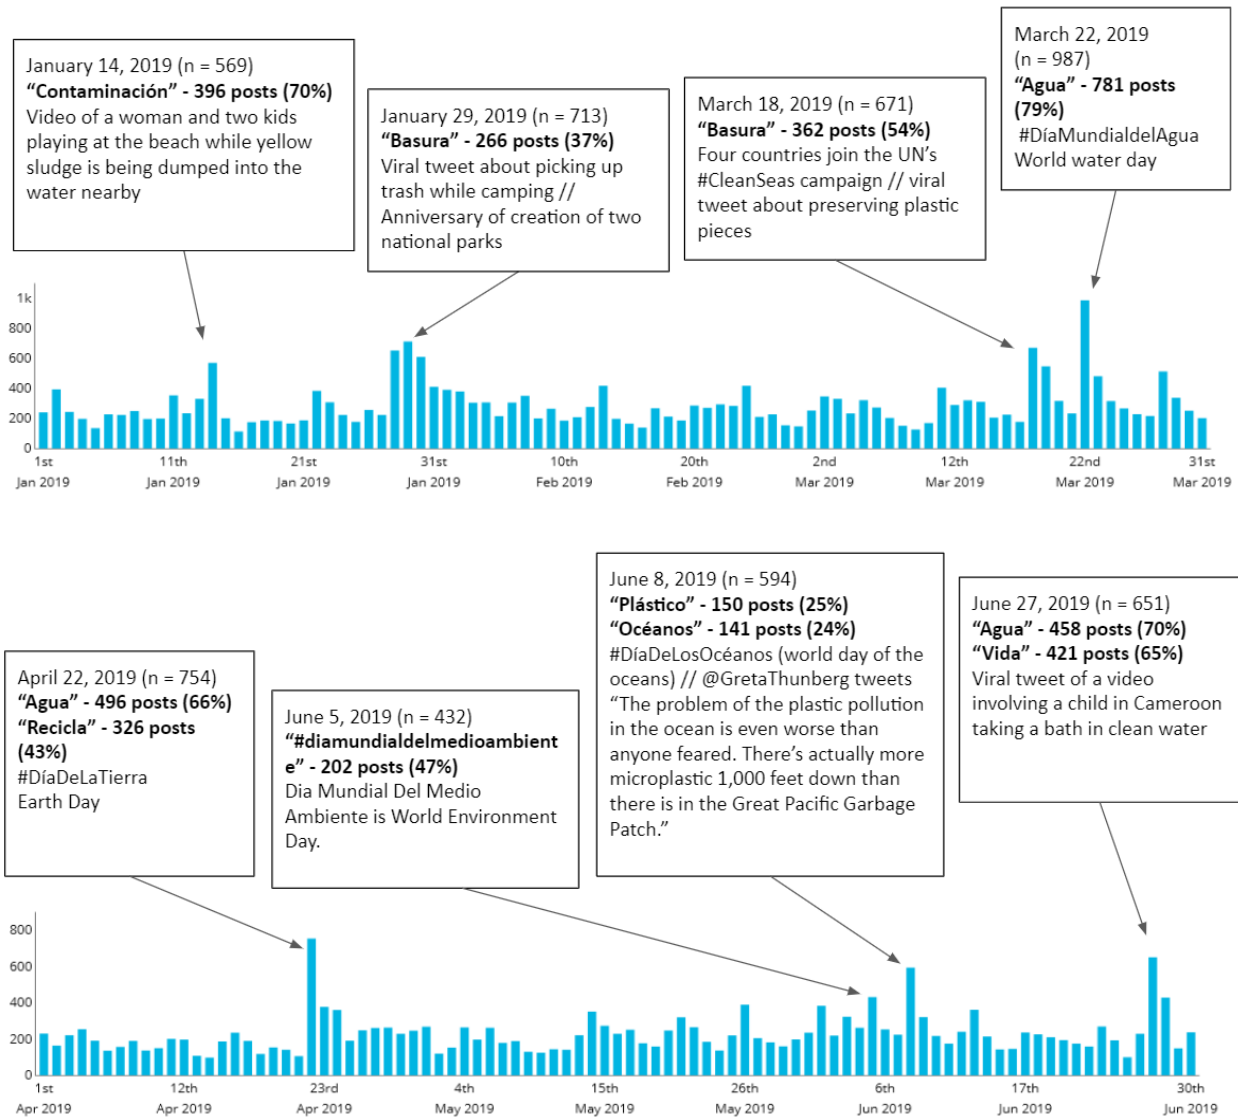 January 14, 2019 (n = 569)
“Contaminación” - 396 posts (70%)
Video of a woman and two kids
playing at the beach while yellow
sludge is being dumped into the
water nearby
January 29, 2019 (n = 713)
“Basura” - 266 posts (37%)
Viral tweet about picking up
trash while camping //
Anniversary of creation of two
national parks
March 18, 2019 (n = 671)
“Basura” - 362 posts (54%)
Four countries join the UN’s
#CleanSeas campaign // viral
tweet about preserving plastic
pieces
March 22, 2019
(n = 987)
“Agua” - 781 posts
(79%)
#DíaMundialdelAgua
World water day
1k
800
600
400
200
0
1st 11th 21st 31st 10th 20th 2nd 12th 22nd 31st
Jan 2019 Jan 2019 Jan 2019 Jan 2019 Feb 2019 Feb 2019 Mar 2019 Mar 2019 Mar 2019 Mar 2019
April 22, 2019 (n = 754)
“Agua” - 496 posts (66%)
“Recicla” - 326 posts
(43%)
#DíaDeLaTierra
Earth Day
June 5, 2019 (n = 432)
“#diamundialdelmedioambient
e” - 202 posts (47%)
Dia Mundial Del Medio
Ambiente is World Environment
Day.
June 8, 2019 (n = 594)
“Plástico” - 150 posts (25%)
“Océanos” - 141 posts (24%)
#DíaDeLosOcéanos (world day of the
oceans) // @GretaThunberg tweets
“The problem of the plastic pollution
in the ocean is even worse than
anyone feared. There’s actually more
microplastic 1,000 feet down than
there is in the Great Pacific Garbage
Patch.”
June 27, 2019 (n = 651)
“Agua” - 458 posts (70%)
“Vida” - 421 posts (65%)
Viral tweet of a video
involving a child in Cameroon
taking a bath in clean water
800
600
400
200
0
1st 12th 23rd 4th 15th 26th 6th 17th 30th
Apr 2019 Apr 2019 Apr 2019 May 2019 May 2019 May 2019 Jun 2019 Jun 2019 Jun 2019